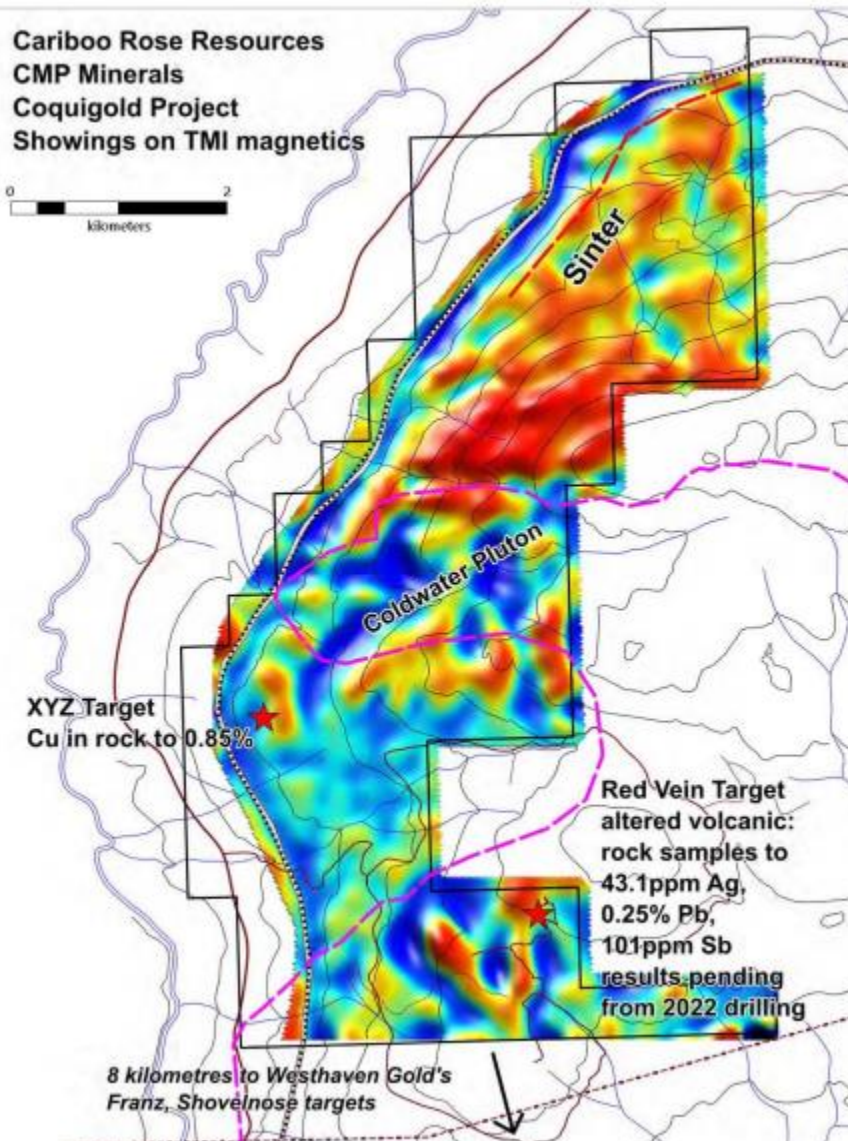 Cariboo Rose Resources
CMP Minerals
Coquigold Project
Showings on TMI magnetics
0 2
kilometers
Sinter
Coldwater Pluton
XYZ Target
Cu in rock to 0.85%
Red Vein Target
altered volcanic:
rock samples to
43.1ppm Ag,
0.25% Pb,
101ppm Sb
results pending
from 2022 drilling
8 kilometres to Westhaven Gold's
Franz, Shovelnose targets